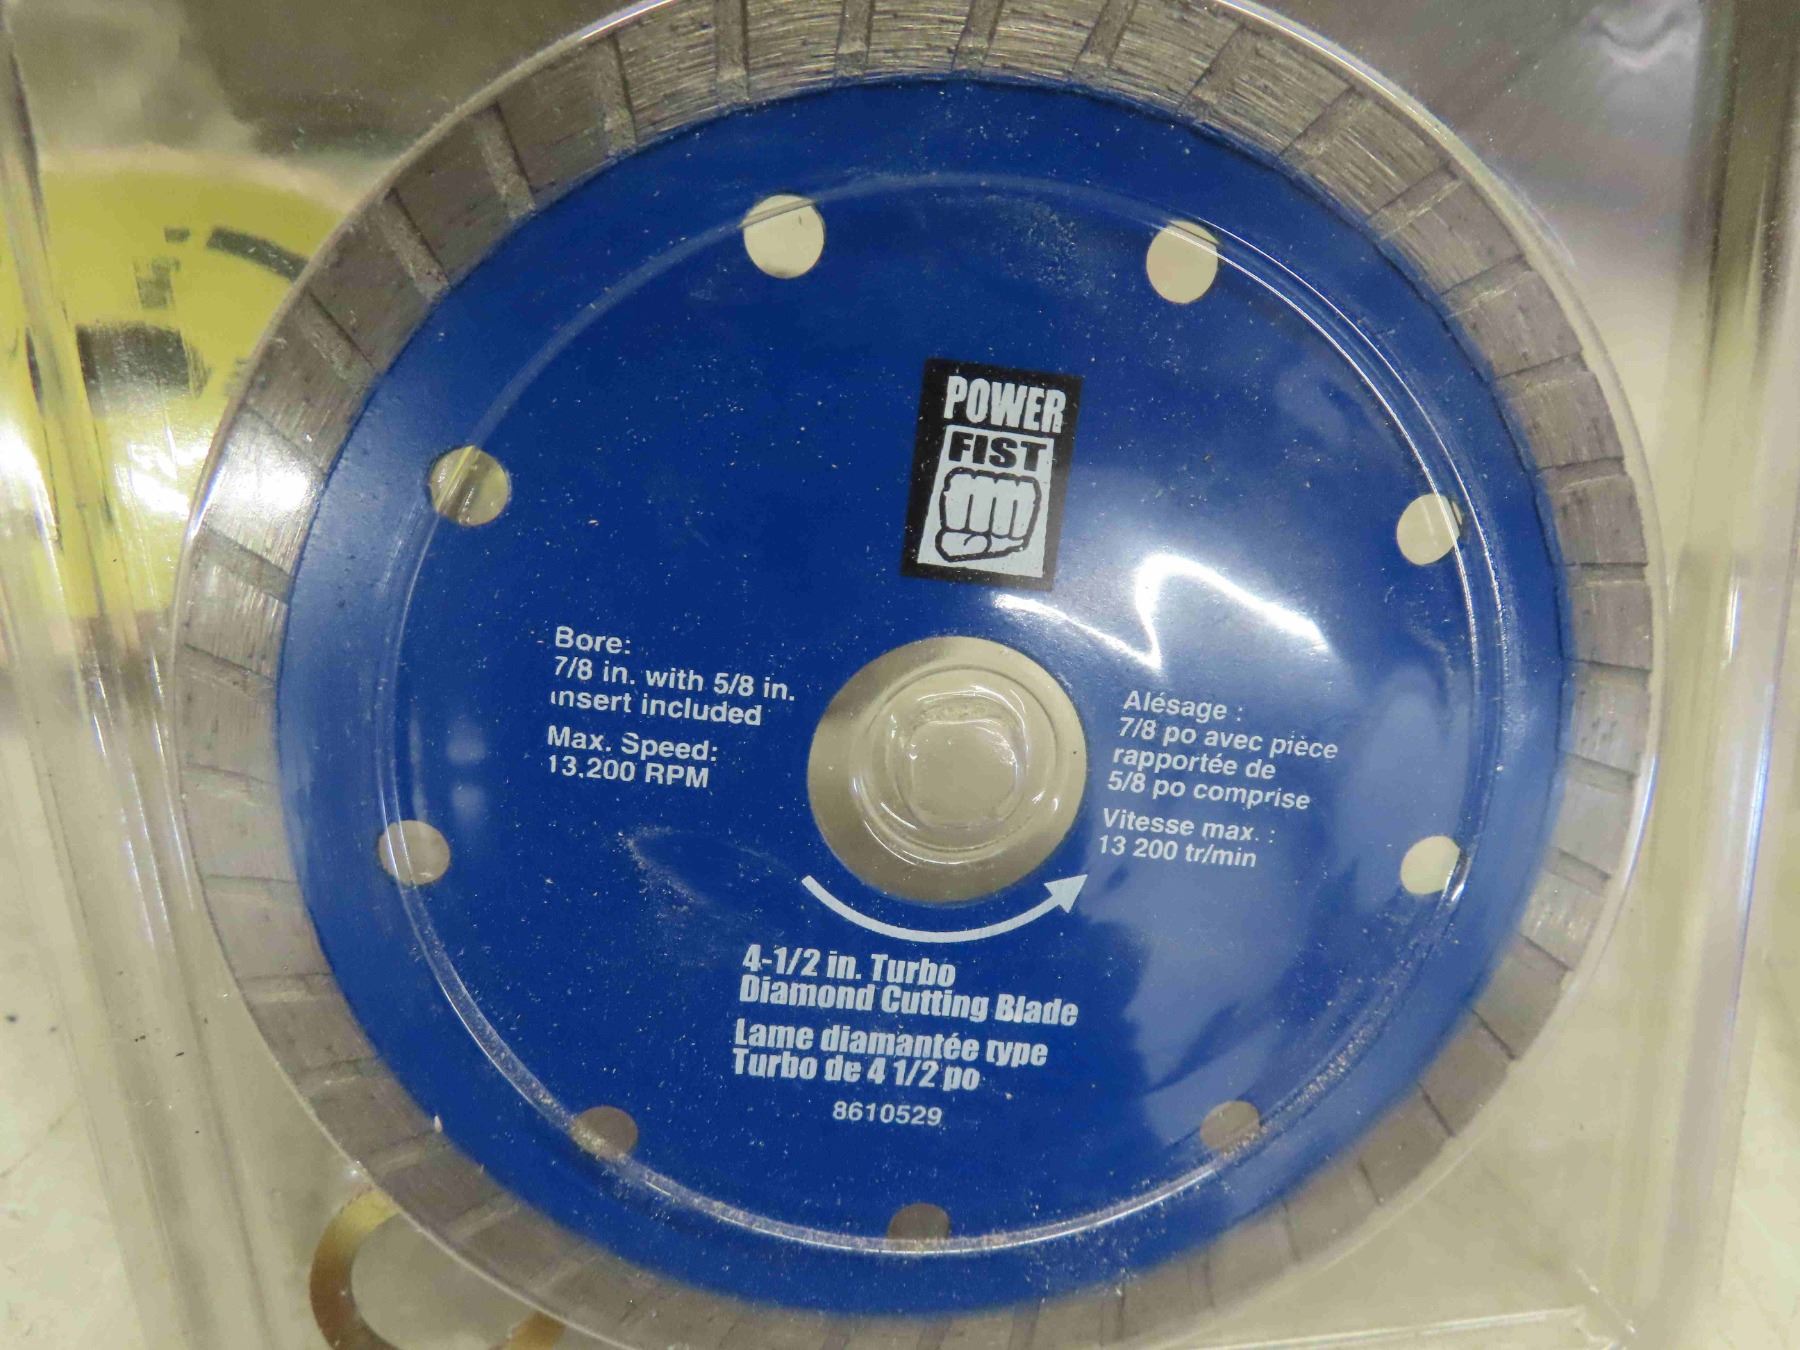 POWER
FIST
Bore:
7/8 in. with 5/8 in.
insert included
Max. Speed:
13,200 RPM
Alésage :
7/8 po avec pièce
rapportée de
5/8 po comprise
Vitesse max. :
13 200 tr/min
4-1/2 in. Turbo
Diamond Cutting Blade
Lame diamantée type
Turbo de 4 1/2 po
8610529